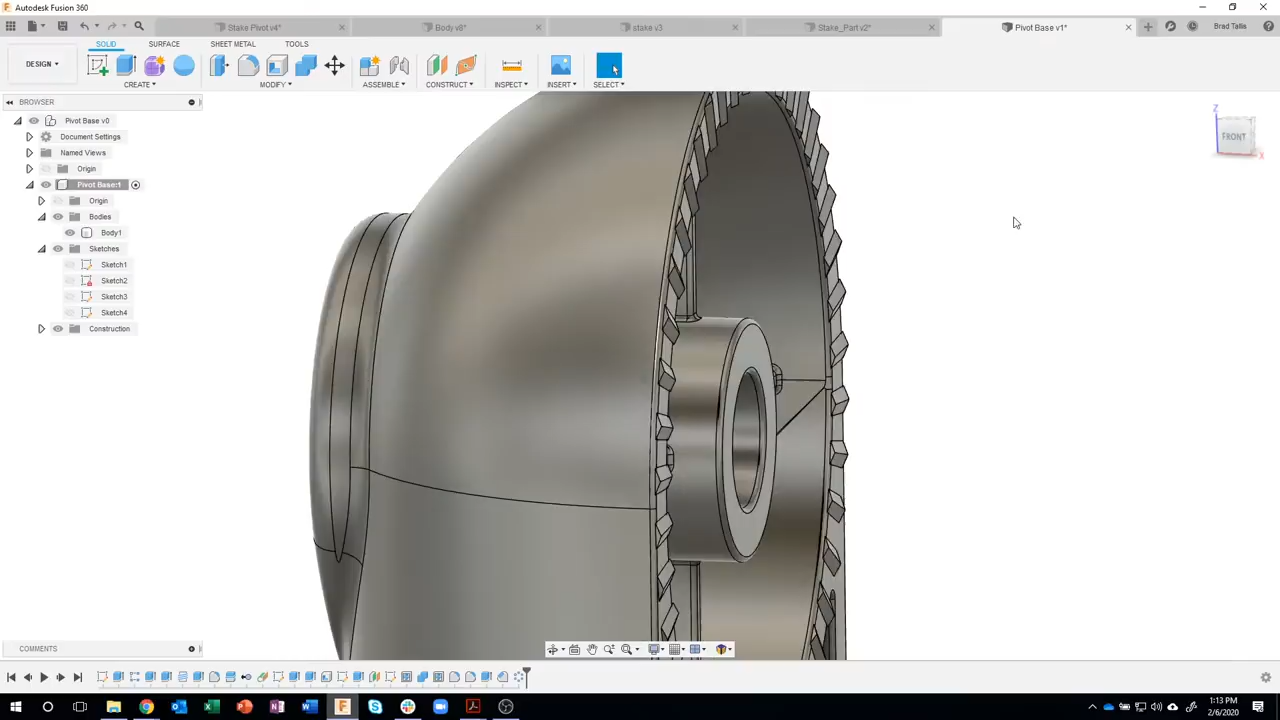 Autodesk Fusion 360
Stake Pivot v4*
Body v8*
stake v3
Stake_Part v2*
Pivot Base v1*
Brad Tallis
DESIGN
SOLID
SURFACE
SHEET METAL
TOOLS
CREATE
MODIFY
ASSEMBLE
CONSTRUCT
INSPECT
INSERT
SELECT
BROWSER
Pivot Base v0
Document Settings
Named Views
Origin
Pivot Base:1
Origin
Bodies
Body1
Sketches
Sketch1
Sketch2
Sketch3
Sketch4
Construction
Z
FRONT
X
COMMENTS
1:13 PM
2/6/2020